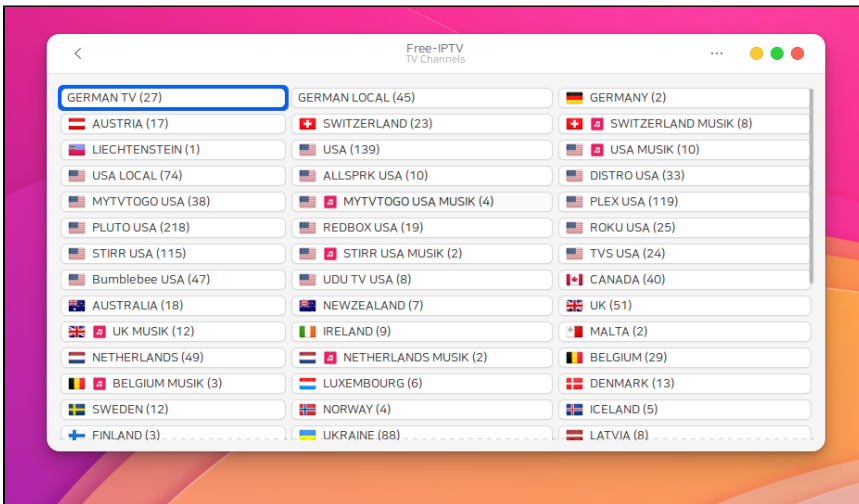 Free-IPTV
TV Channels
GERMAN TV (27) GERMAN LOCAL (45) GERMANY (2)
AUSTRIA (17) SWITZERLAND (23) SWITZERLAND MUSIK (8)
LIECHTENSTEIN (1) USA (139) USA MUSIK (10)
USA LOCAL (74) ALLSPRK USA (10) DISTRO USA (33)
MYTVTOGO USA (38) MYTVTOGO USA MUSIK (4) PLEX USA (119)
PLUTO USA (218) REDBOX USA (19) ROKU USA (25)
STIRR USA (115) STIRR USA MUSIK (2) TVS USA (24)
Bumblebee USA (47) UDU TV USA (8) CANADA (40)
AUSTRALIA (18) NEWZEALAND (7) UK (51)
UK MUSIK (12) IRELAND (9) MALTA (2)
NETHERLANDS (49) NETHERLANDS MUSIK (2) BELGIUM (29)
BELGIUM MUSIK (3) LUXEMBOURG (6) DENMARK (13)
SWEDEN (12) NORWAY (4) ICELAND (5)
FINLAND (3) UKRAINE (88) LATVIA (8)